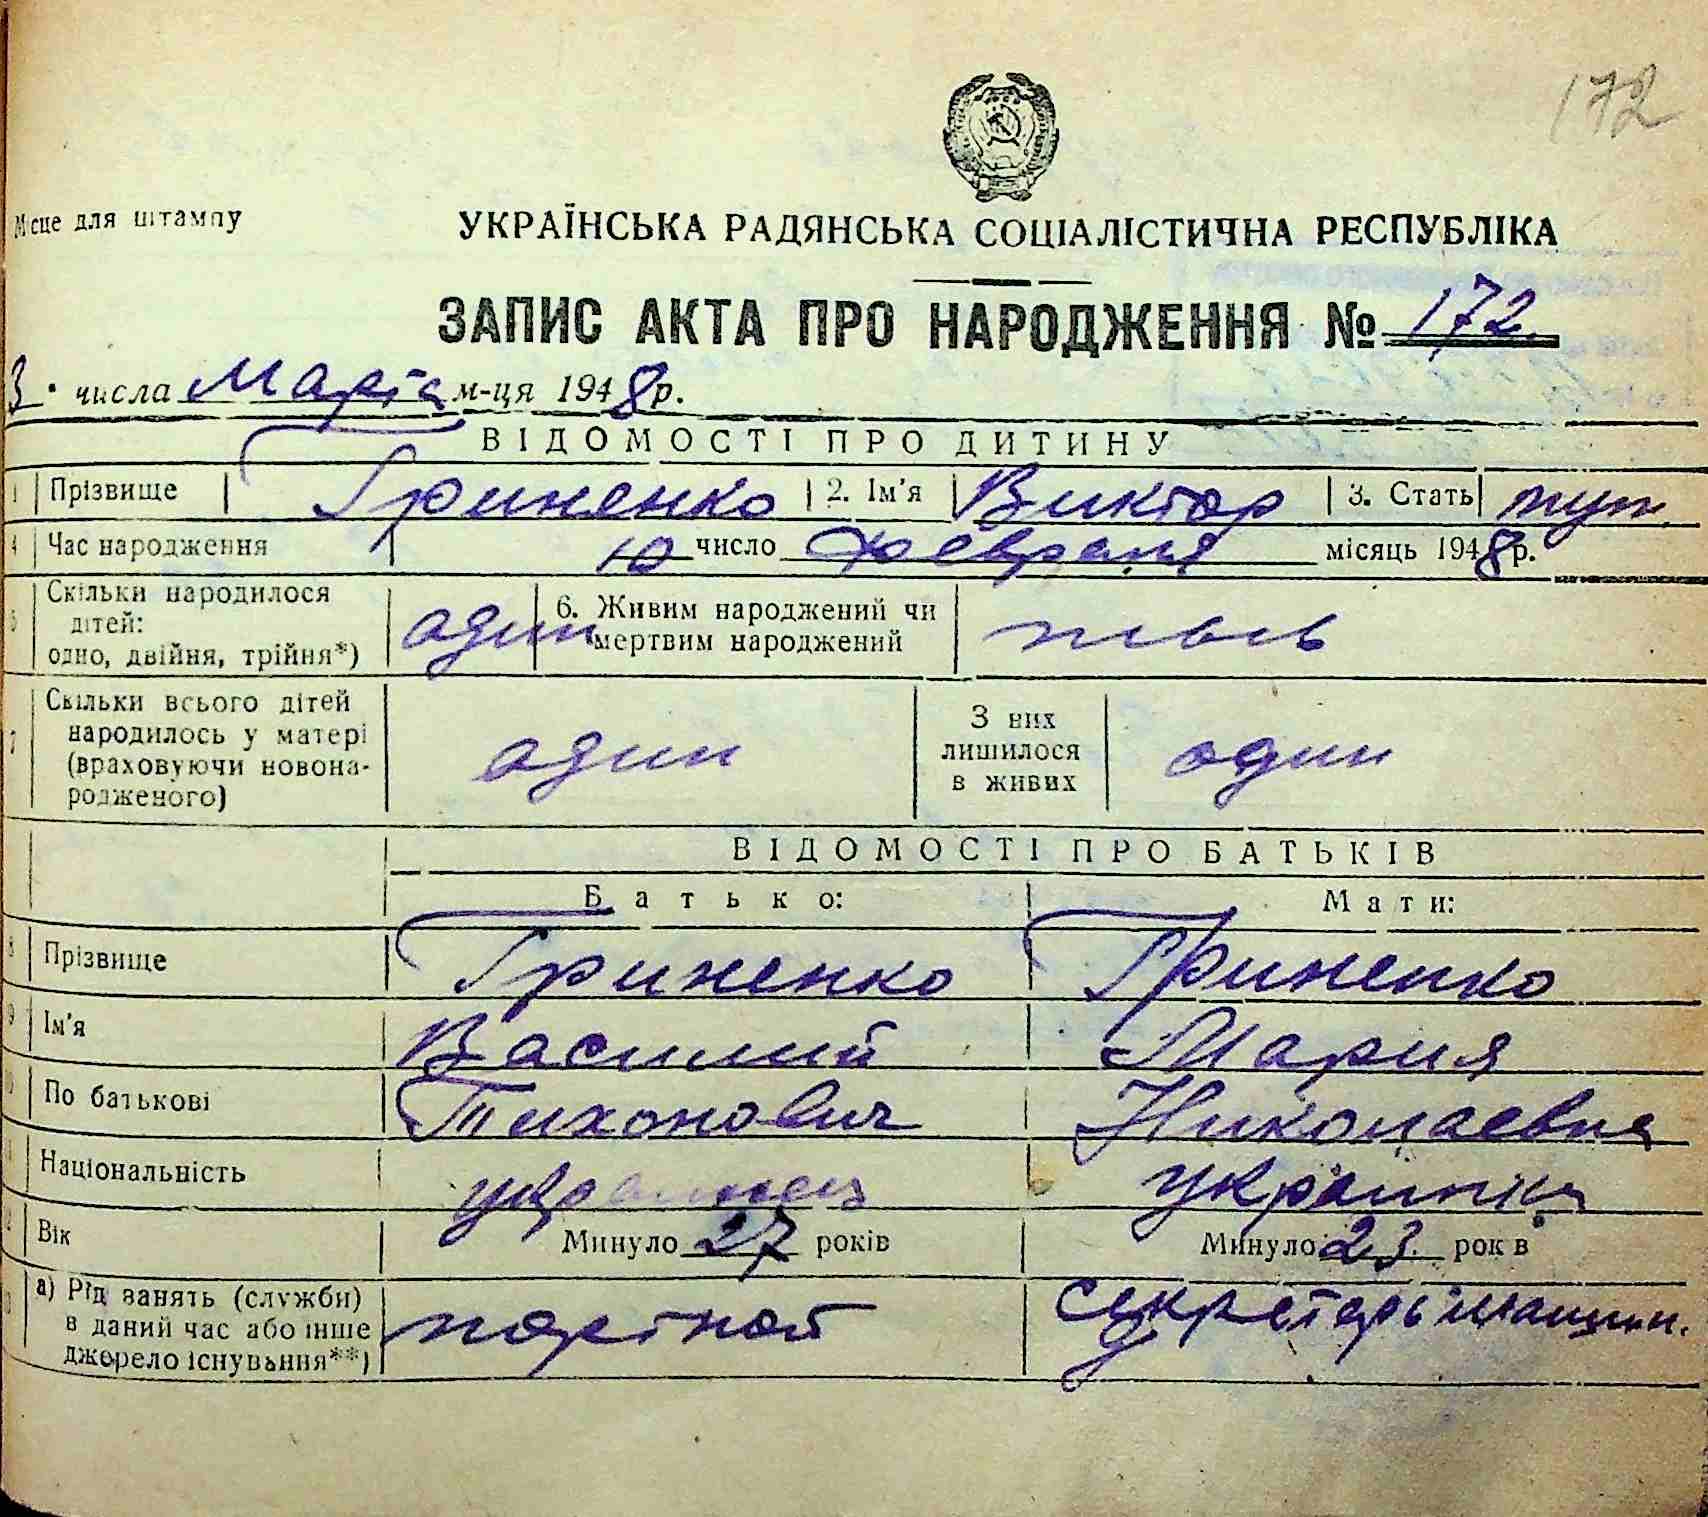 172
Місце для штампу
УКРАЇНСЬКА РАДЯНСЬКА СОЦІАЛІСТИЧНА РЕСПУБЛІКА
ЗАПИС АКТА ПРО НАРОДЖЕННЯ № 172
3 числа Марта м-ця 1948 р.
ВІДОМОСТІ ПРО ДИТИНУ
1 Прізвище Гриненко 2. Ім'я Виктор 3. Стать муж.
4 Час народження 10 число февраля місяць 1948 р.
5 Скільки народилося дітей: одно, двійня, трійня*) один 6. Живим народжений чи мертвим народжений
7 Скільки всього дітей народилось у матері (враховуючи новонародженого) один З них лишилося в живих один
ВІДОМОСТІ ПРО БАТЬКІВ
Батько: Мати:
8 Прізвище Гриненко Гриненко
9 Ім'я Василий Мария
По батькові Тихонович Николаевна
Національність украинец украинка
Вік Минуло 27 років Минуло 23 років
а) Рід занять (служби) в даний час або інше джерело існування**) портной секретарь машин.